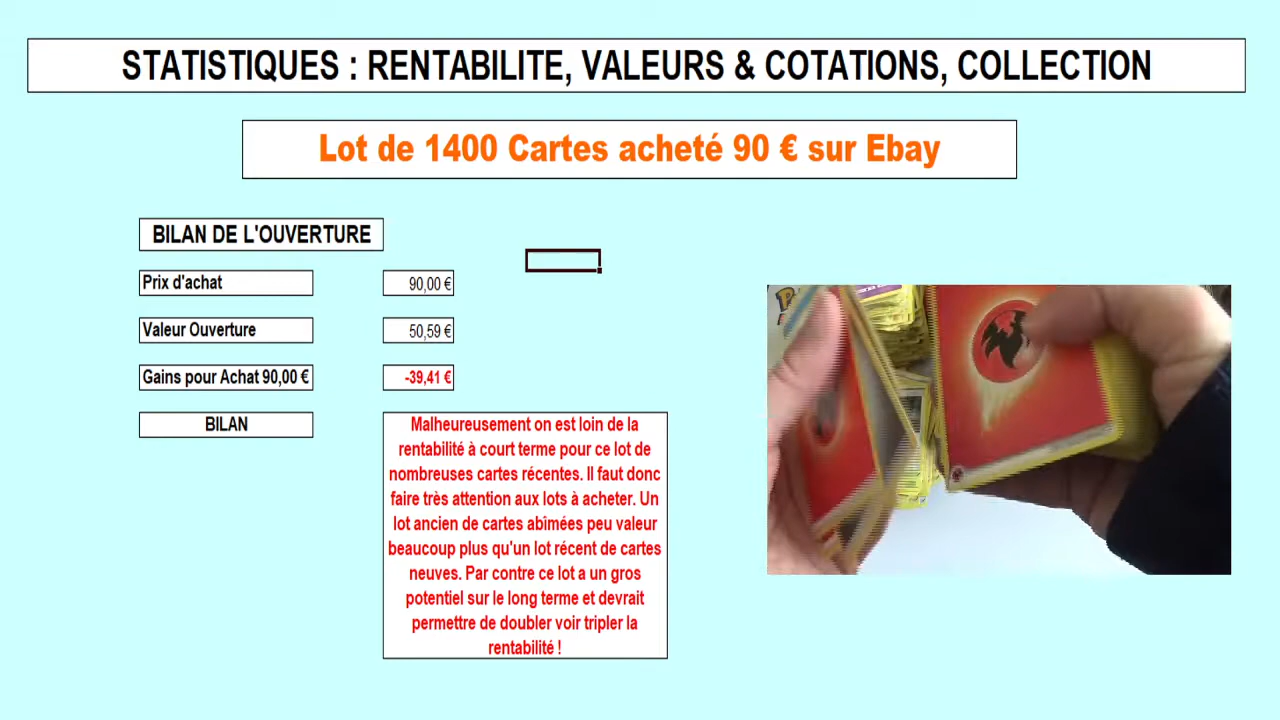 STATISTIQUES : RENTABILITE, VALEURS & COTATIONS, COLLECTION
Lot de 1400 Cartes acheté 90 € sur Ebay
BILAN DE L'OUVERTURE
Prix d'achat 90,00 €
Valeur Ouverture 50,59 €
Gains pour Achat 90,00 € -39,41 €
BILAN
Malheureusement on est loin de la
rentabilité à court terme pour ce lot de
nombreuses cartes récentes. Il faut donc
faire très attention aux lots à acheter. Un
lot ancien de cartes abîmées peu valeur
beaucoup plus qu'un lot récent de cartes
neuves. Par contre ce lot a un gros
potentiel sur le long terme et devrait
permettre de doubler voir tripler la
rentabilité !